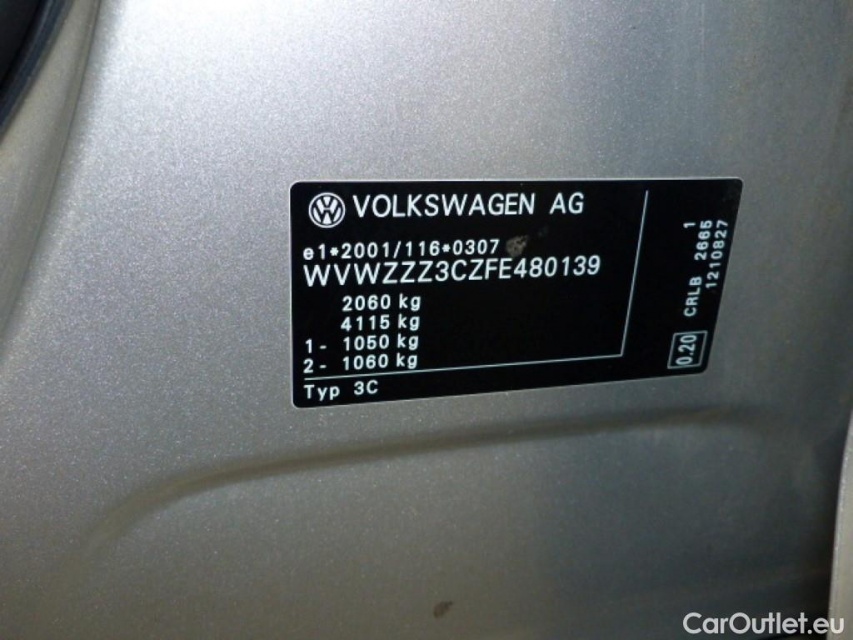 VOLKSWAGEN AG
e1*2001/116*0307
WVWZZZ3CZFE480139
2060 kg
4115 kg
1- 1050 kg
2- 1060 kg
Typ 3C
1
CRLB 2665
1210827
0.20
CarOutlet.eu